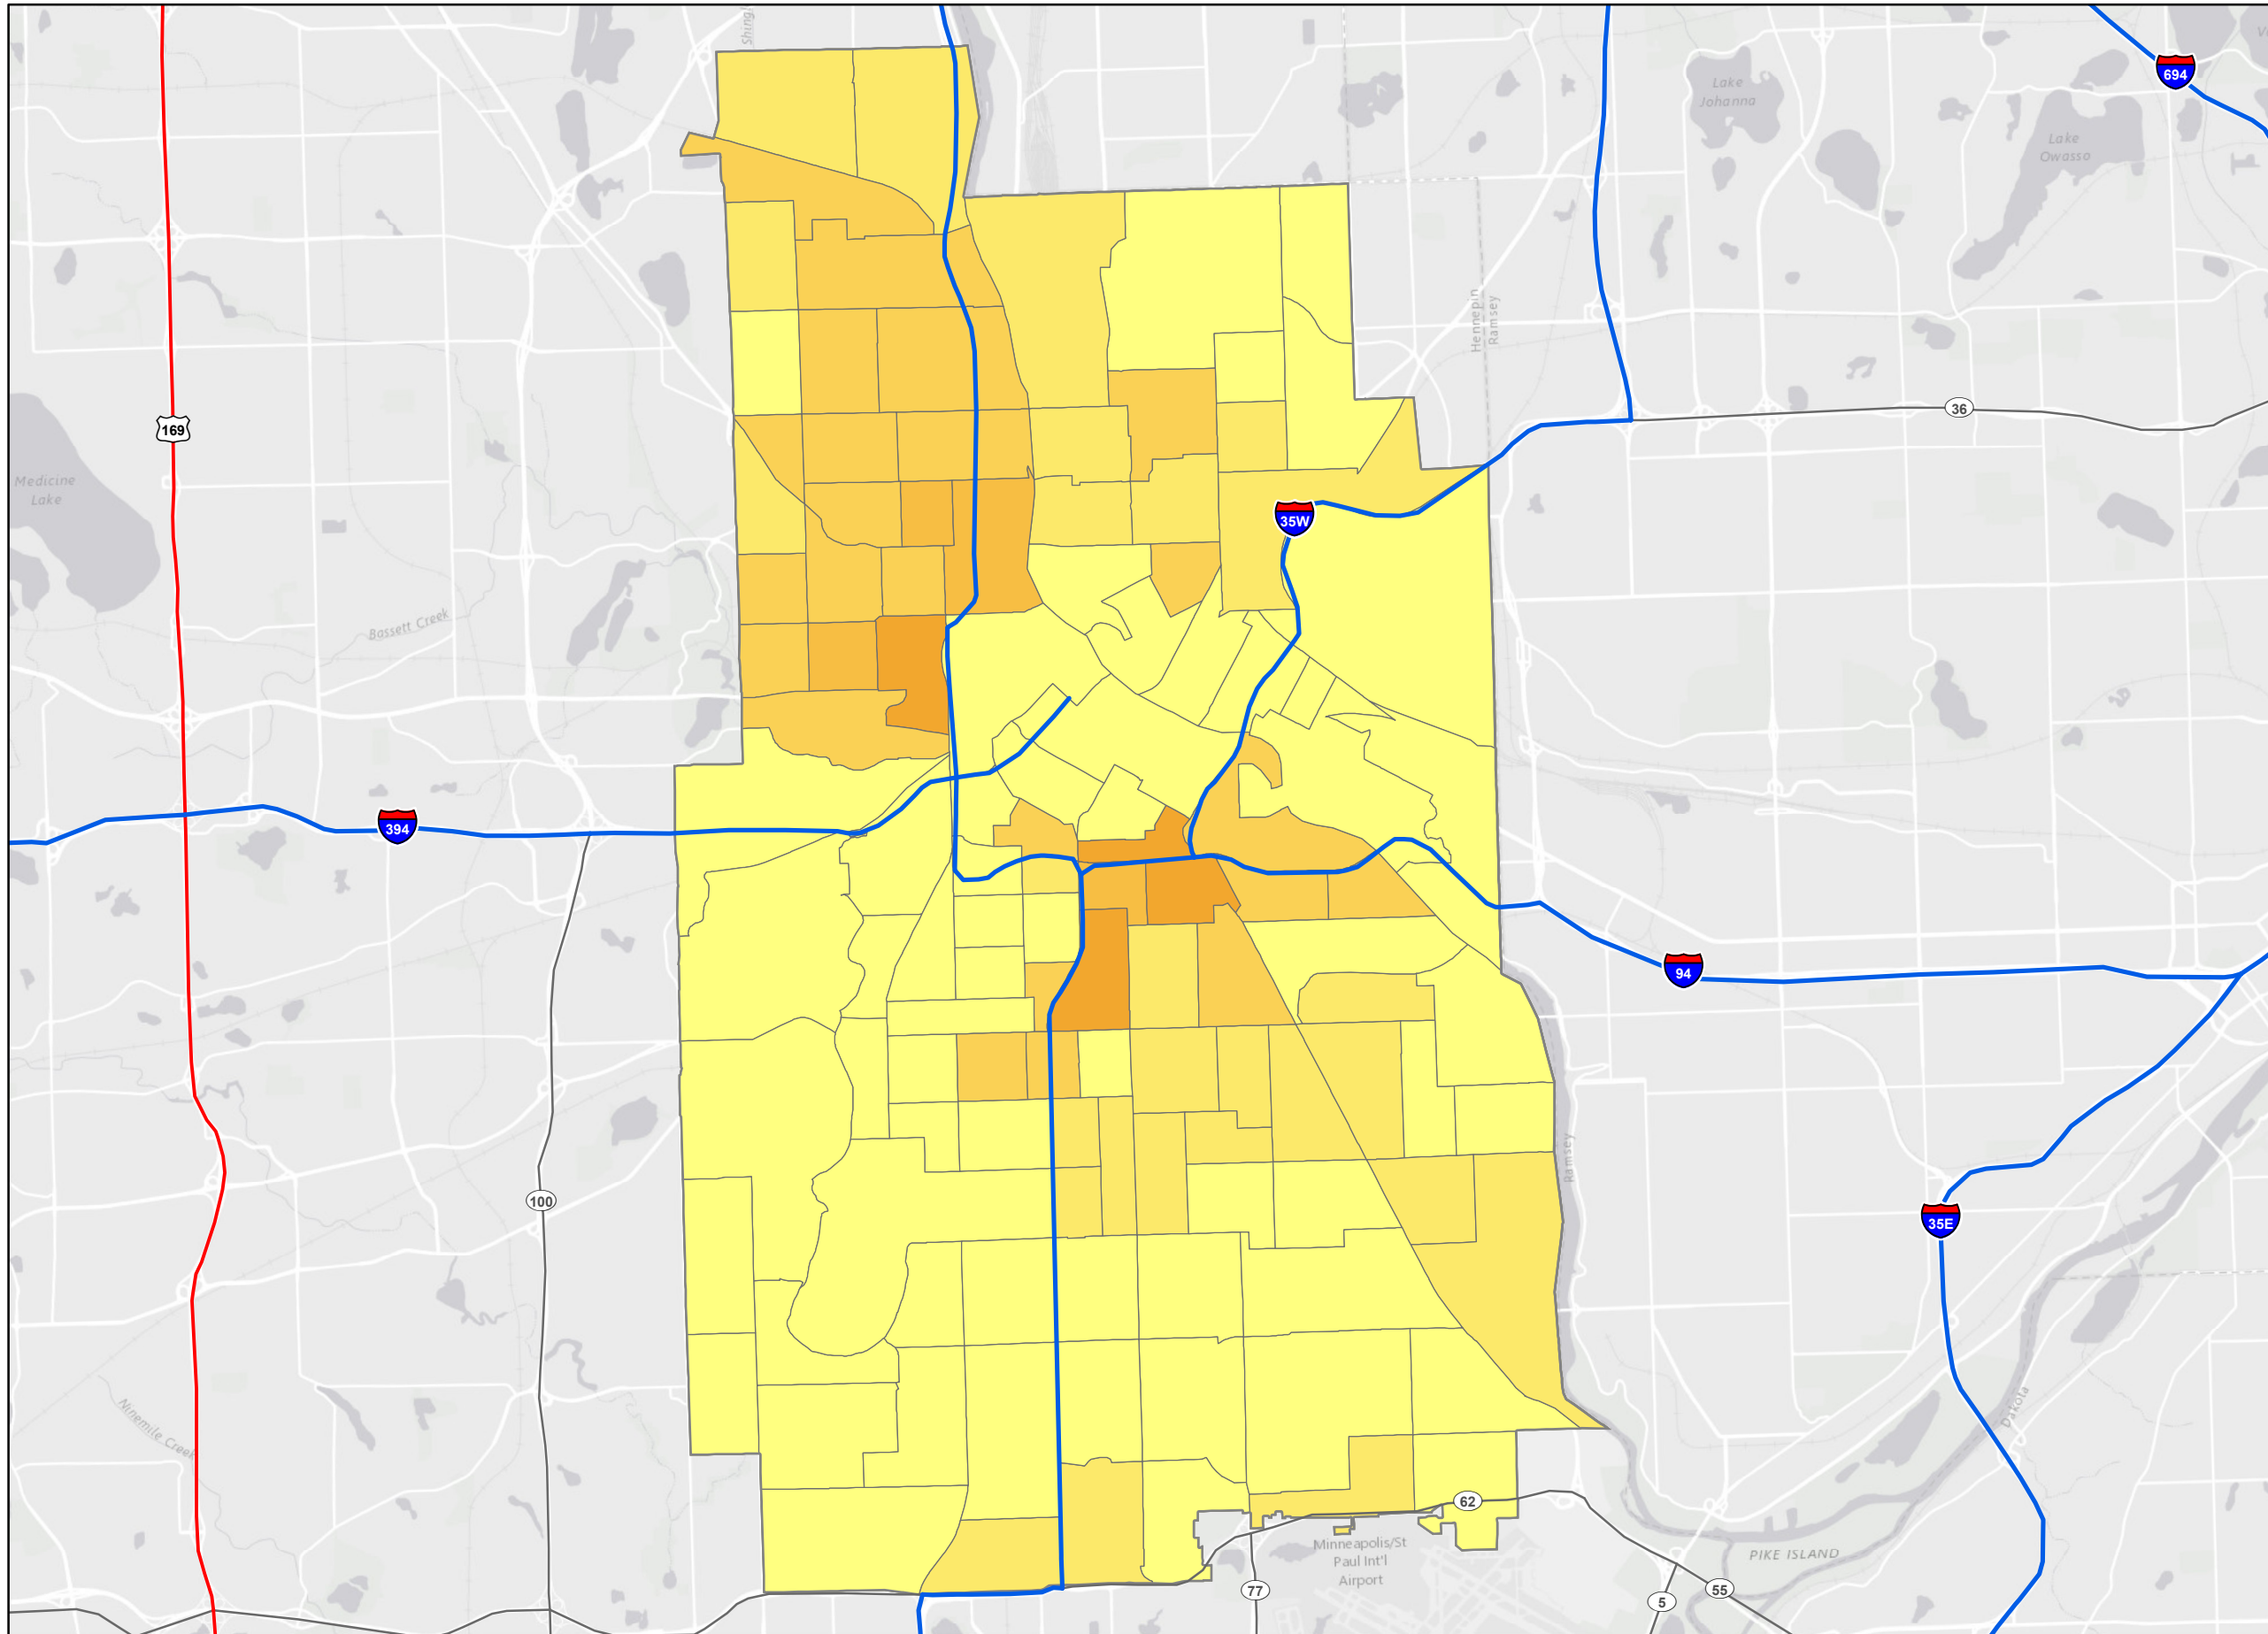 Shingl
694
Lake
Johanna
Lake
Owasso
Hennepin
Ramsey
36
169
Medicine
Lake
35W
Bassett Creek
394
94
Ramsey
100
35E
Dakota
Ninemile Creek
62
Minneapolis/St
Paul Int'l
Airport
PIKE ISLAND
77
55
5